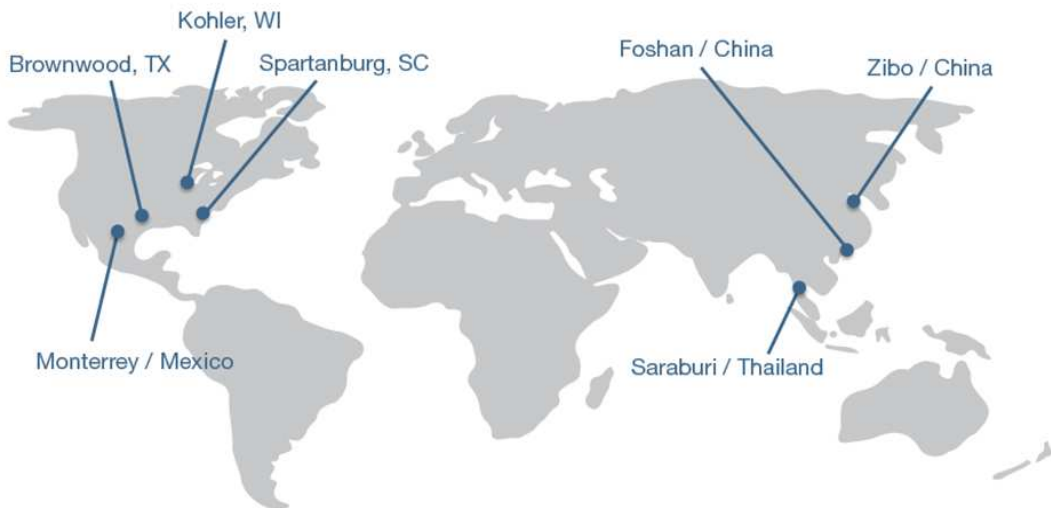 Kohler, WI
Brownwood, TX
Spartanburg, SC
Foshan / China
Zibo / China
Monterrey / Mexico
Saraburi / Thailand